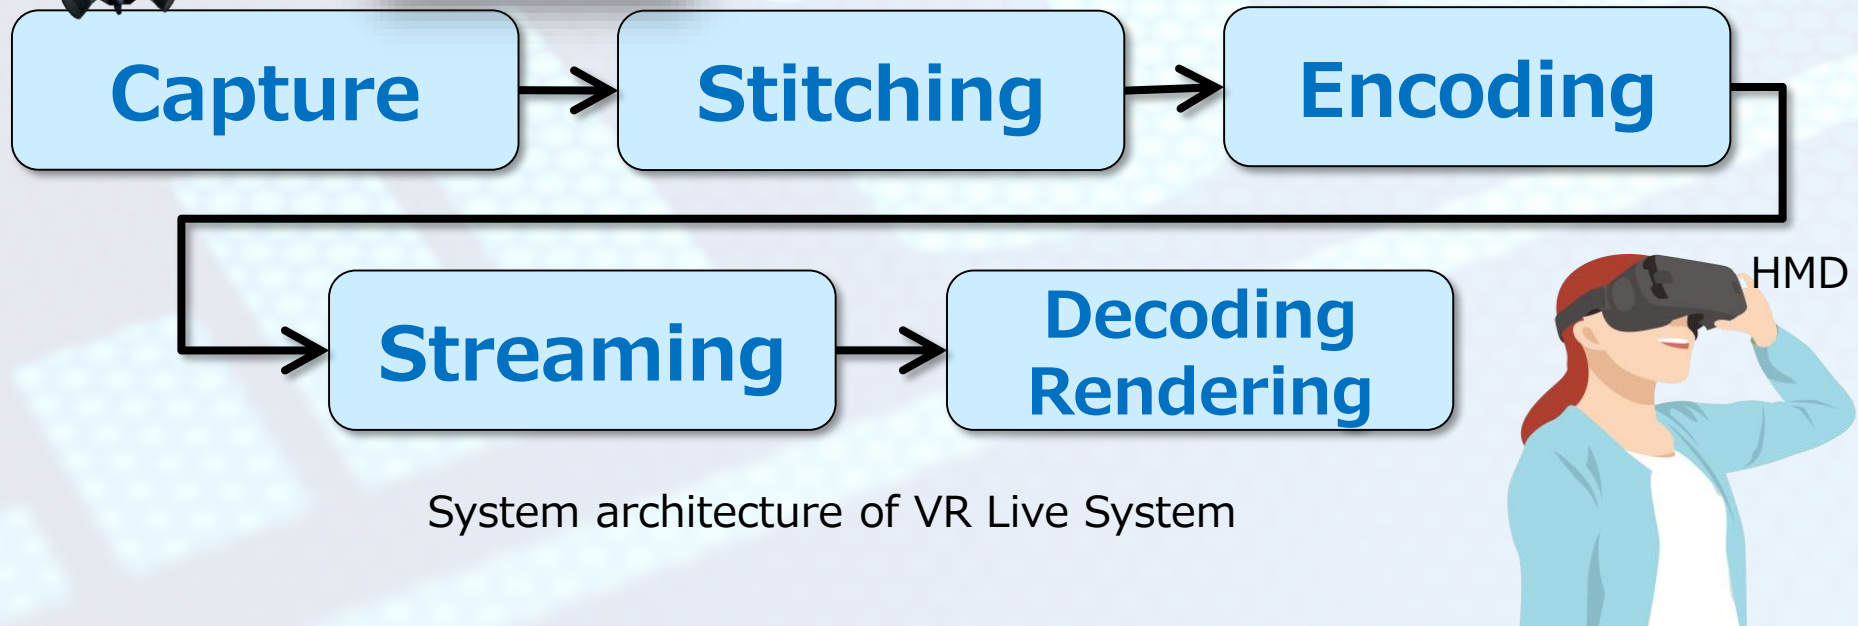 Capture
Stitching
Encoding
HMD
Streaming
Decoding
Rendering
System architecture of VR Live System